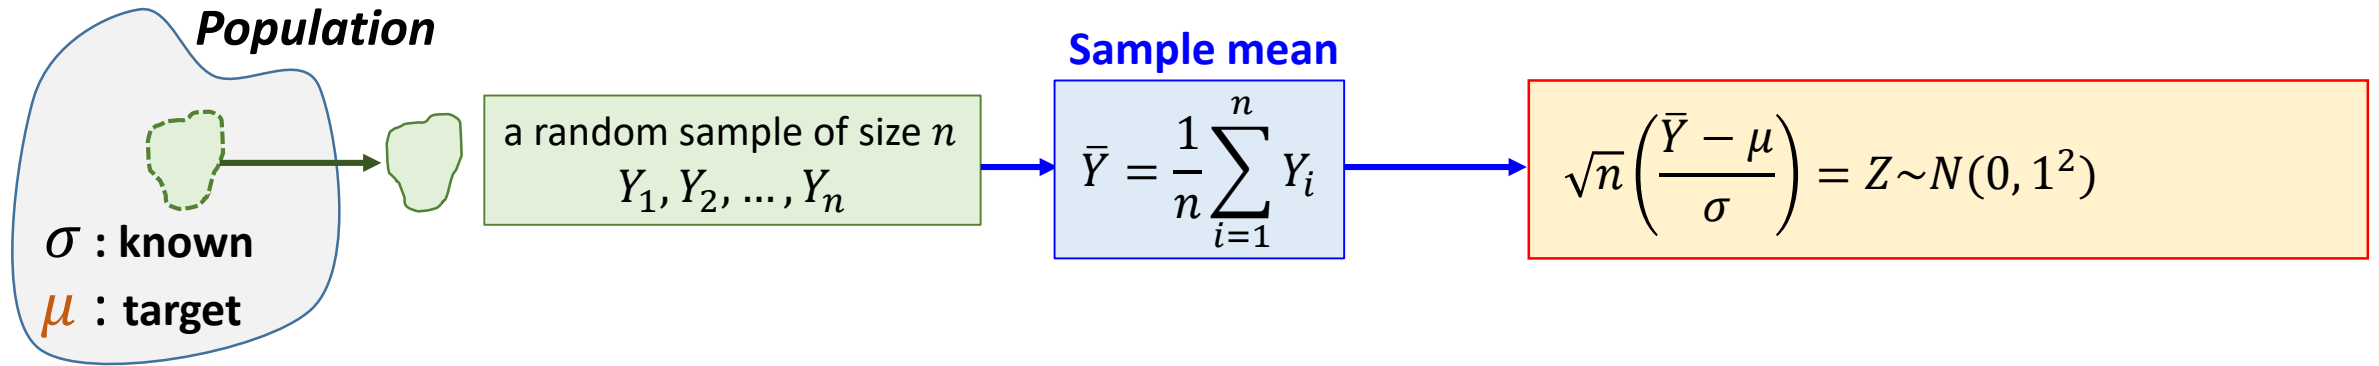 Population
σ : known
μ : target
a random sample of size n
Y₁, Y₂, … , Yₙ
Sample mean
Ȳ = 1/n ∑ᵢ₌₁ⁿ Yᵢ
√n ( (Ȳ − μ) / σ ) = Z~N(0, 1²)